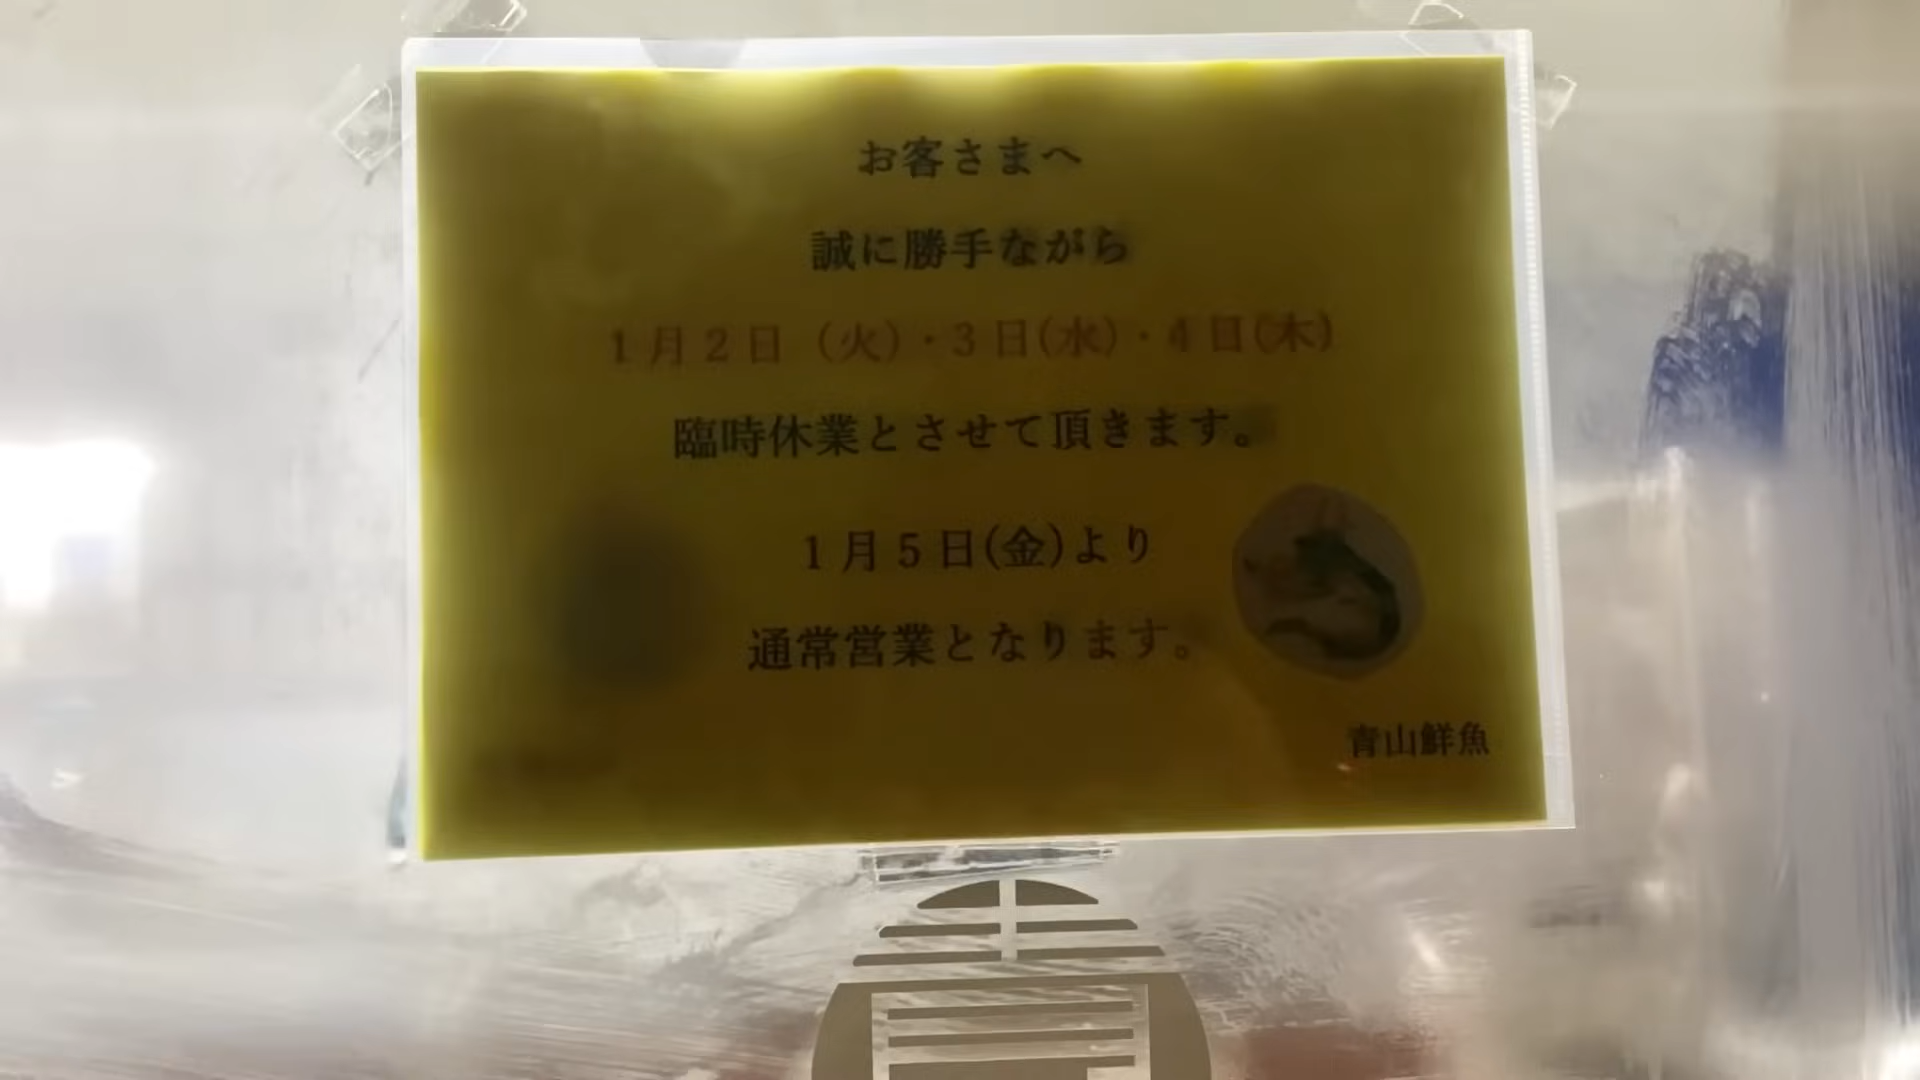 お客さまへ
誠に勝手ながら
1月2日（火）・3日(水)・4日(木)
臨時休業とさせて頂きます。
1月5日(金)より
通常営業となります。
青山鮮魚